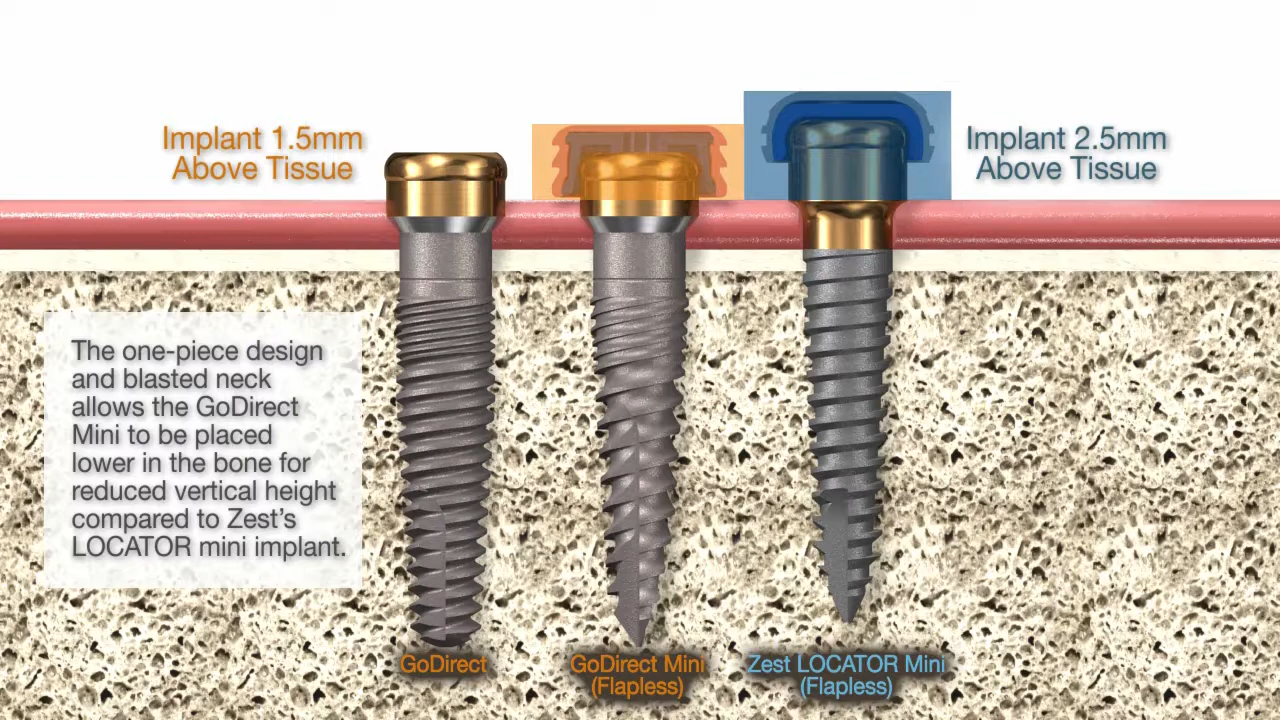 Implant 1.5mm
Above Tissue
Implant 2.5mm
Above Tissue
The one-piece design
and blasted neck
allows the GoDirect
Mini to be placed
lower in the bone for
reduced vertical height
compared to Zest’s
LOCATOR mini implant.
GoDirect
GoDirect Mini
(Flapless)
Zest LOCATOR Mini
(Flapless)